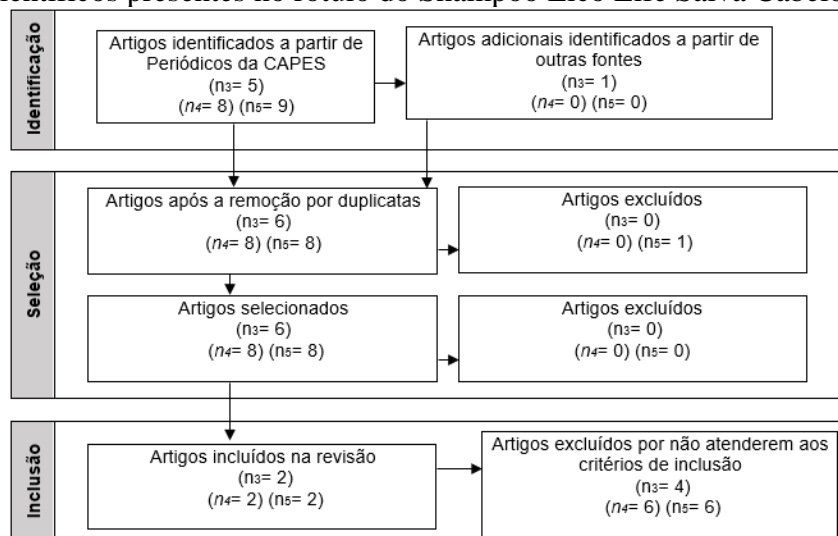 Identificação
Artigos identificados a partir de
Periódicos da CAPES
(n3= 5)
(n4= 8) (n5= 9)
Artigos adicionais identificados a partir de
outras fontes
(n3= 1)
(n4= 0) (n5= 0)
Seleção
Artigos após a remoção por duplicatas
(n3= 6)
(n4= 8) (n5= 8)
Artigos excluídos
(n3= 0)
(n4= 0) (n5= 1)
Artigos selecionados
(n3= 6)
(n4= 8) (n5= 8)
Artigos excluídos
(n3= 0)
(n4= 0) (n5= 0)
Inclusão
Artigos incluídos na revisão
(n3= 2)
(n4= 2) (n5= 2)
Artigos excluídos por não atenderem aos
critérios de inclusão
(n3= 4)
(n4= 6) (n5= 6)